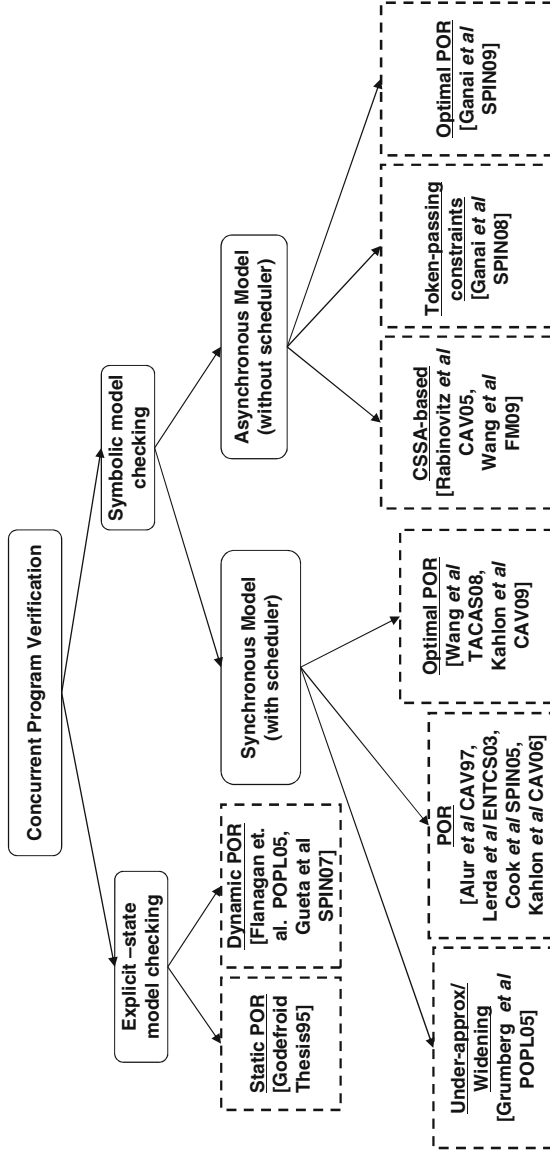 Concurrent Program Verification
Explicit –state
model checking
Symbolic model
checking
Static POR
[Godefroid
Thesis95]
Dynamic POR
[Flanagan et.
al. POPL05,
Gueta et al
SPIN07]
Synchronous Model
(with scheduler)
Asynchronous Model
(without scheduler)
Under-approx/
Widening
[Grumberg et al
POPL05]
POR
[Alur et al CAV97,
Lerda et al ENTCS03,
Cook et al SPIN05,
Kahlon et al CAV06]
Optimal POR
[Wang et al
TACAS08,
Kahlon et al
CAV09]
CSSA-based
[Rabinovitz et al
CAV05,
Wang et al
FM09]
Token-passing
constraints
[Ganai et al
SPIN08]
Optimal POR
[Ganai et al
SPIN09]